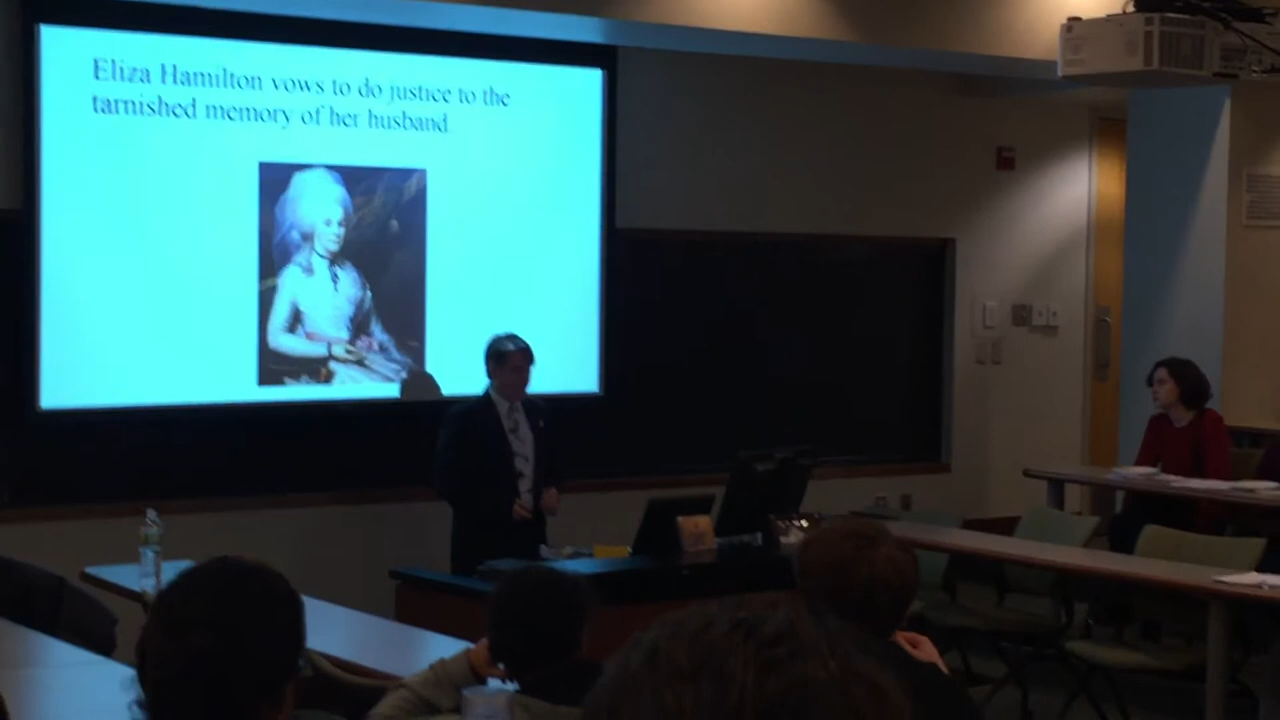 Eliza Hamilton vows to do justice to the
tarnished memory of her husband.